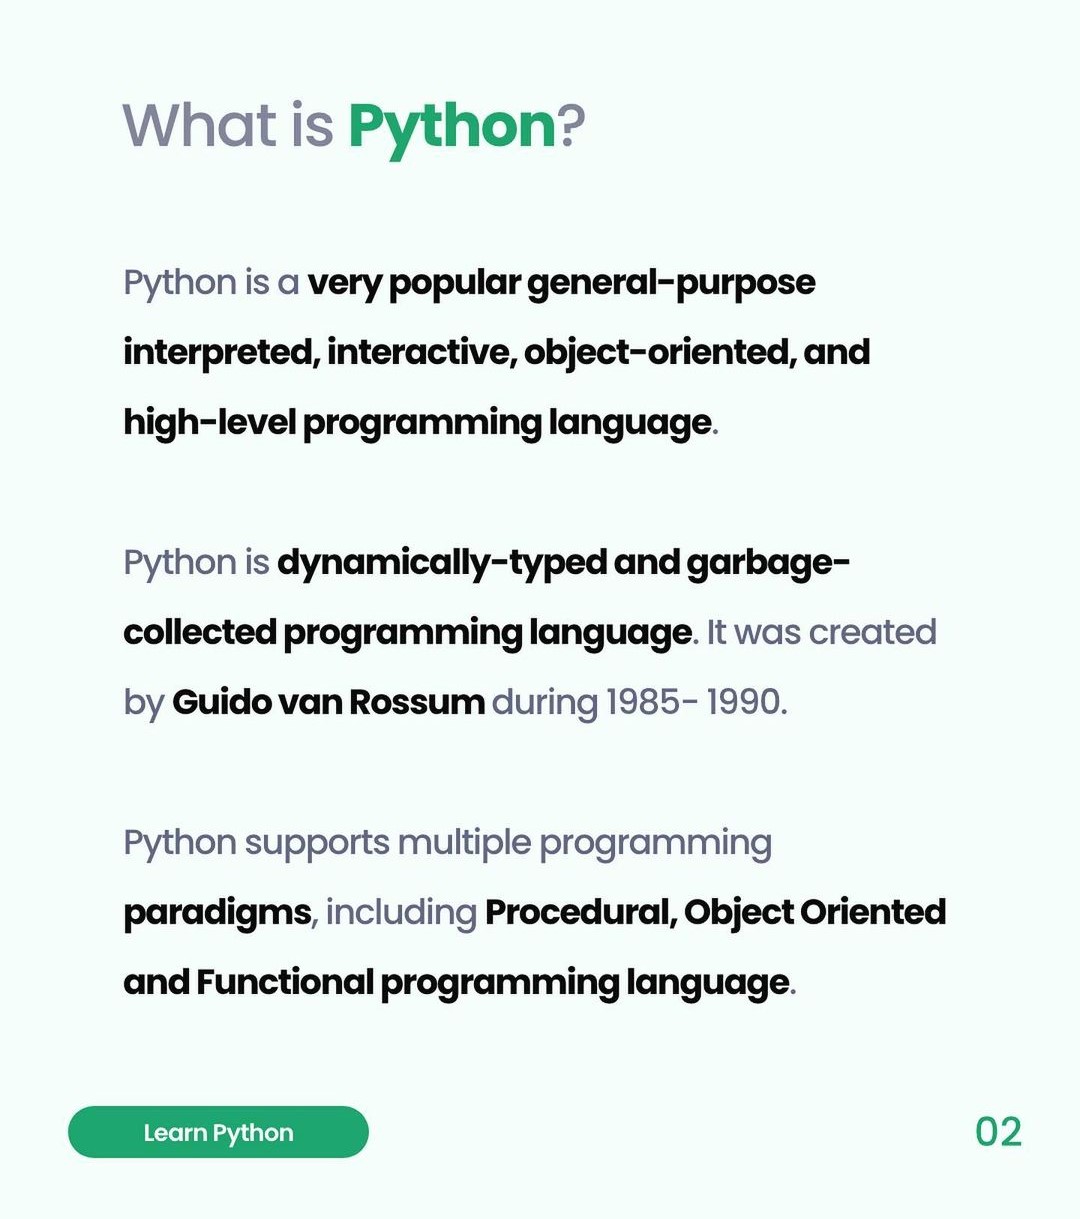 What is Python?
Python is a very popular general-purpose
interpreted, interactive, object-oriented, and
high-level programming language.
Python is dynamically-typed and garbage-
collected programming language. It was created
by Guido van Rossum during 1985- 1990.
Python supports multiple programming
paradigms, including Procedural, Object Oriented
and Functional programming language.
Learn Python
02